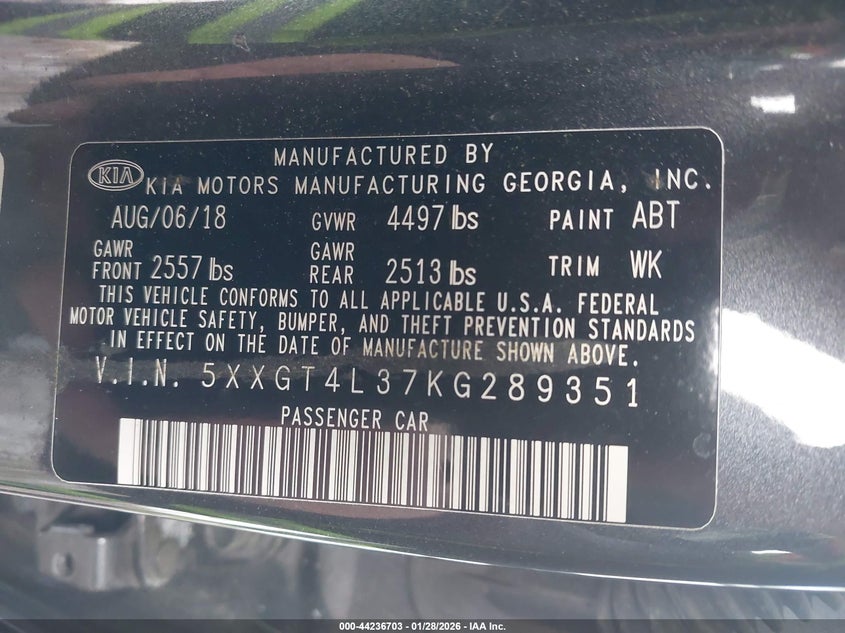 MANUFACTURED BY
KIA KIA MOTORS MANUFACTURING GEORGIA, INC.
AUG/06/18 GVWR 4497 lbs PAINT ABT
GAWR FRONT 2557 lbs GAWR REAR 2513 lbs TRIM WK
THIS VEHICLE CONFORMS TO ALL APPLICABLE U.S.A. FEDERAL
MOTOR VEHICLE SAFETY, BUMPER, AND THEFT PREVENTION STANDARDS
IN EFFECT ON THE DATE OF MANUFACTURE SHOWN ABOVE.
V.I.N. 5XXGT4L37KG289351
PASSENGER CAR
000-44236703 - 01/28/2026 - IAA Inc.